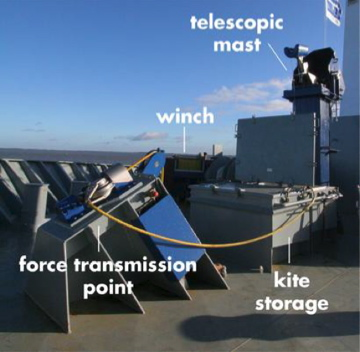 telescopic
mast
winch
force transmission
point
kite
storage